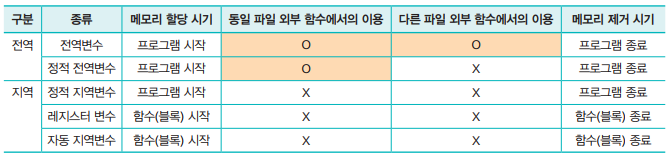 구분 종류 메모리 할당 시기 동일 파일 외부 함수에서의 이용 다른 파일 외부 함수에서의 이용 메모리 제거 시기
전역 전역변수 프로그램 시작 O O 프로그램 종료
정적 전역변수 프로그램 시작 O X 프로그램 종료
지역 정적 지역변수 프로그램 시작 X X 프로그램 종료
레지스터 변수 함수(블록) 시작 X X 함수(블록) 종료
자동 지역변수 함수(블록) 시작 X X 함수(블록) 종료